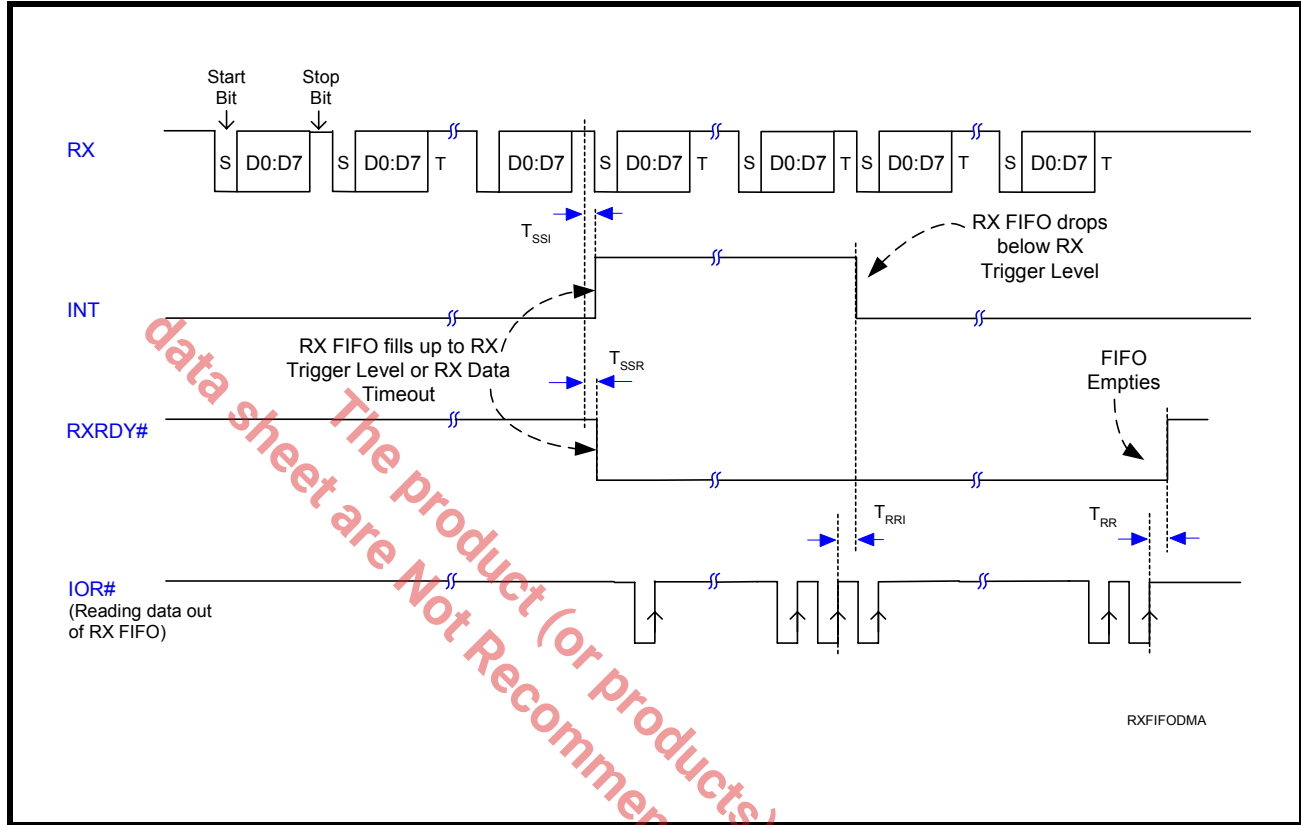 Start
Bit
Stop
Bit
RX
S D0:D7 S D0:D7 T D0:D7 S D0:D7 T S D0:D7 T S D0:D7 T S D0:D7 T
TSSI
RX FIFO drops
below RX
Trigger Level
INT
RX FIFO fills up to RX
Trigger Level or RX Data
Timeout
TSSR
FIFO
Empties
RXRDY#
TRRI
TRR
IOR#
(Reading data out
of RX FIFO)
RXFIFODMA
The product (or products)
data sheet are Not Recommen